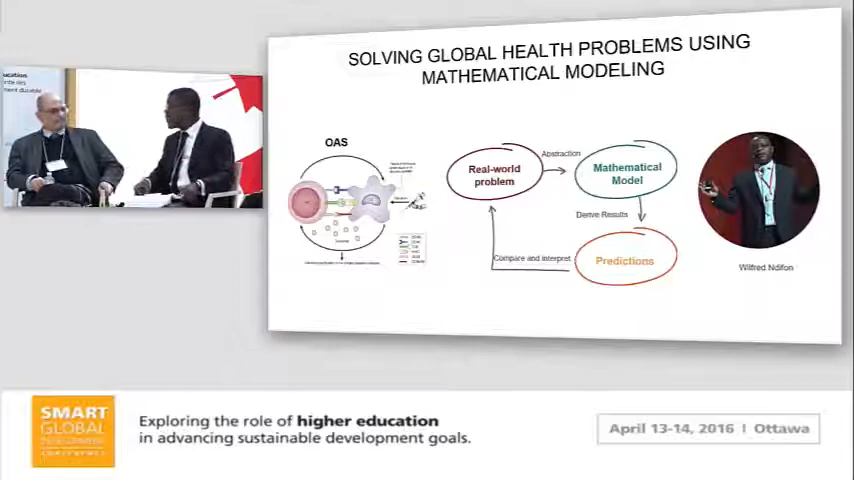 SOLVING GLOBAL HEALTH PROBLEMS USING
MATHEMATICAL MODELING
OAS
Real-world
problem
Abstraction
Mathematical
Model
Derive Results
Predictions
Compare and Interpret
Wilfred Ndifon
SMART
GLOBAL
DEVELOPMENT
CONFERENCE
Exploring the role of higher education
in advancing sustainable development goals.
April 13-14, 2016 | Ottawa